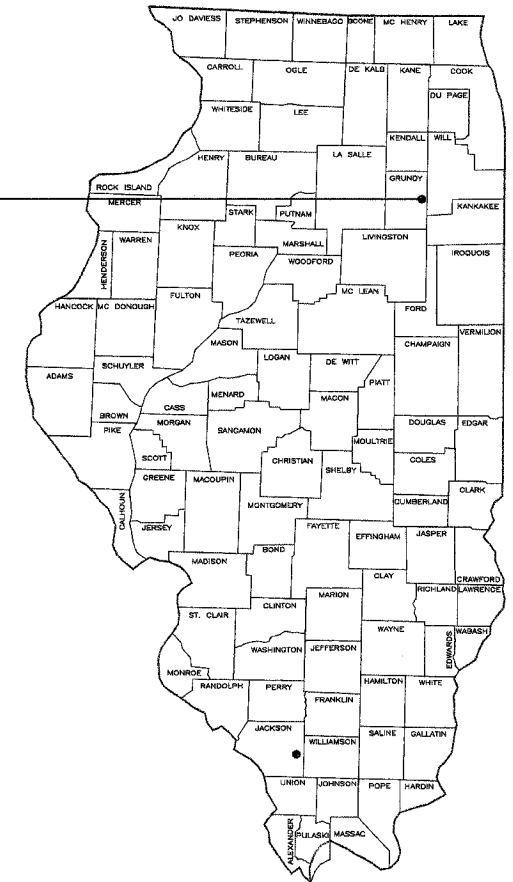 JO DAVIESS STEPHENSON WINNEBAGO BOONE MC HENRY LAKE
CARROLL OGLE DE KALB KANE COOK
DU PAGE
WHITESIDE LEE
KENDALL WILL
HENRY BUREAU LA SALLE
GRUNDY
ROCK ISLAND
MERCER
KANKAKEE
STARK PUTNAM
KNOX
WARREN MARSHALL LIVINGSTON
HENDERSON
PEORIA IROQUOIS
WOODFORD
FULTON MC LEAN
HANCOCK MC DONOUGH FORD
TAZEWELL
VERMILION
MASON CHAMPAIGN
LOGAN DE WITT
SCHUYLER
ADAMS PIATT
MENARD MACON
CASS
BROWN MORGAN DOUGLAS EDGAR
PIKE SANGAMON
MOULTRIE
SCOTT CHRISTIAN COLES
SHELBY
GREENE MACOUPIN
CLARK
CALHOUN MONTGOMERY CUMBERLAND
JERSEY FAYETTE
EFFINGHAM JASPER
BOND
MADISON
CLAY CRAWFORD
MARION RICHLAND LAWRENCE
CLINTON
ST. CLAIR
WAYNE WABASH
EDWARDS
WASHINGTON JEFFERSON
MONROE
RANDOLPH PERRY HAMILTON WHITE
FRANKLIN
JACKSON SALINE GALLATIN
WILLIAMSON
UNION JOHNSON POPE HARDIN
ALEXANDER PULASKI MASSAC